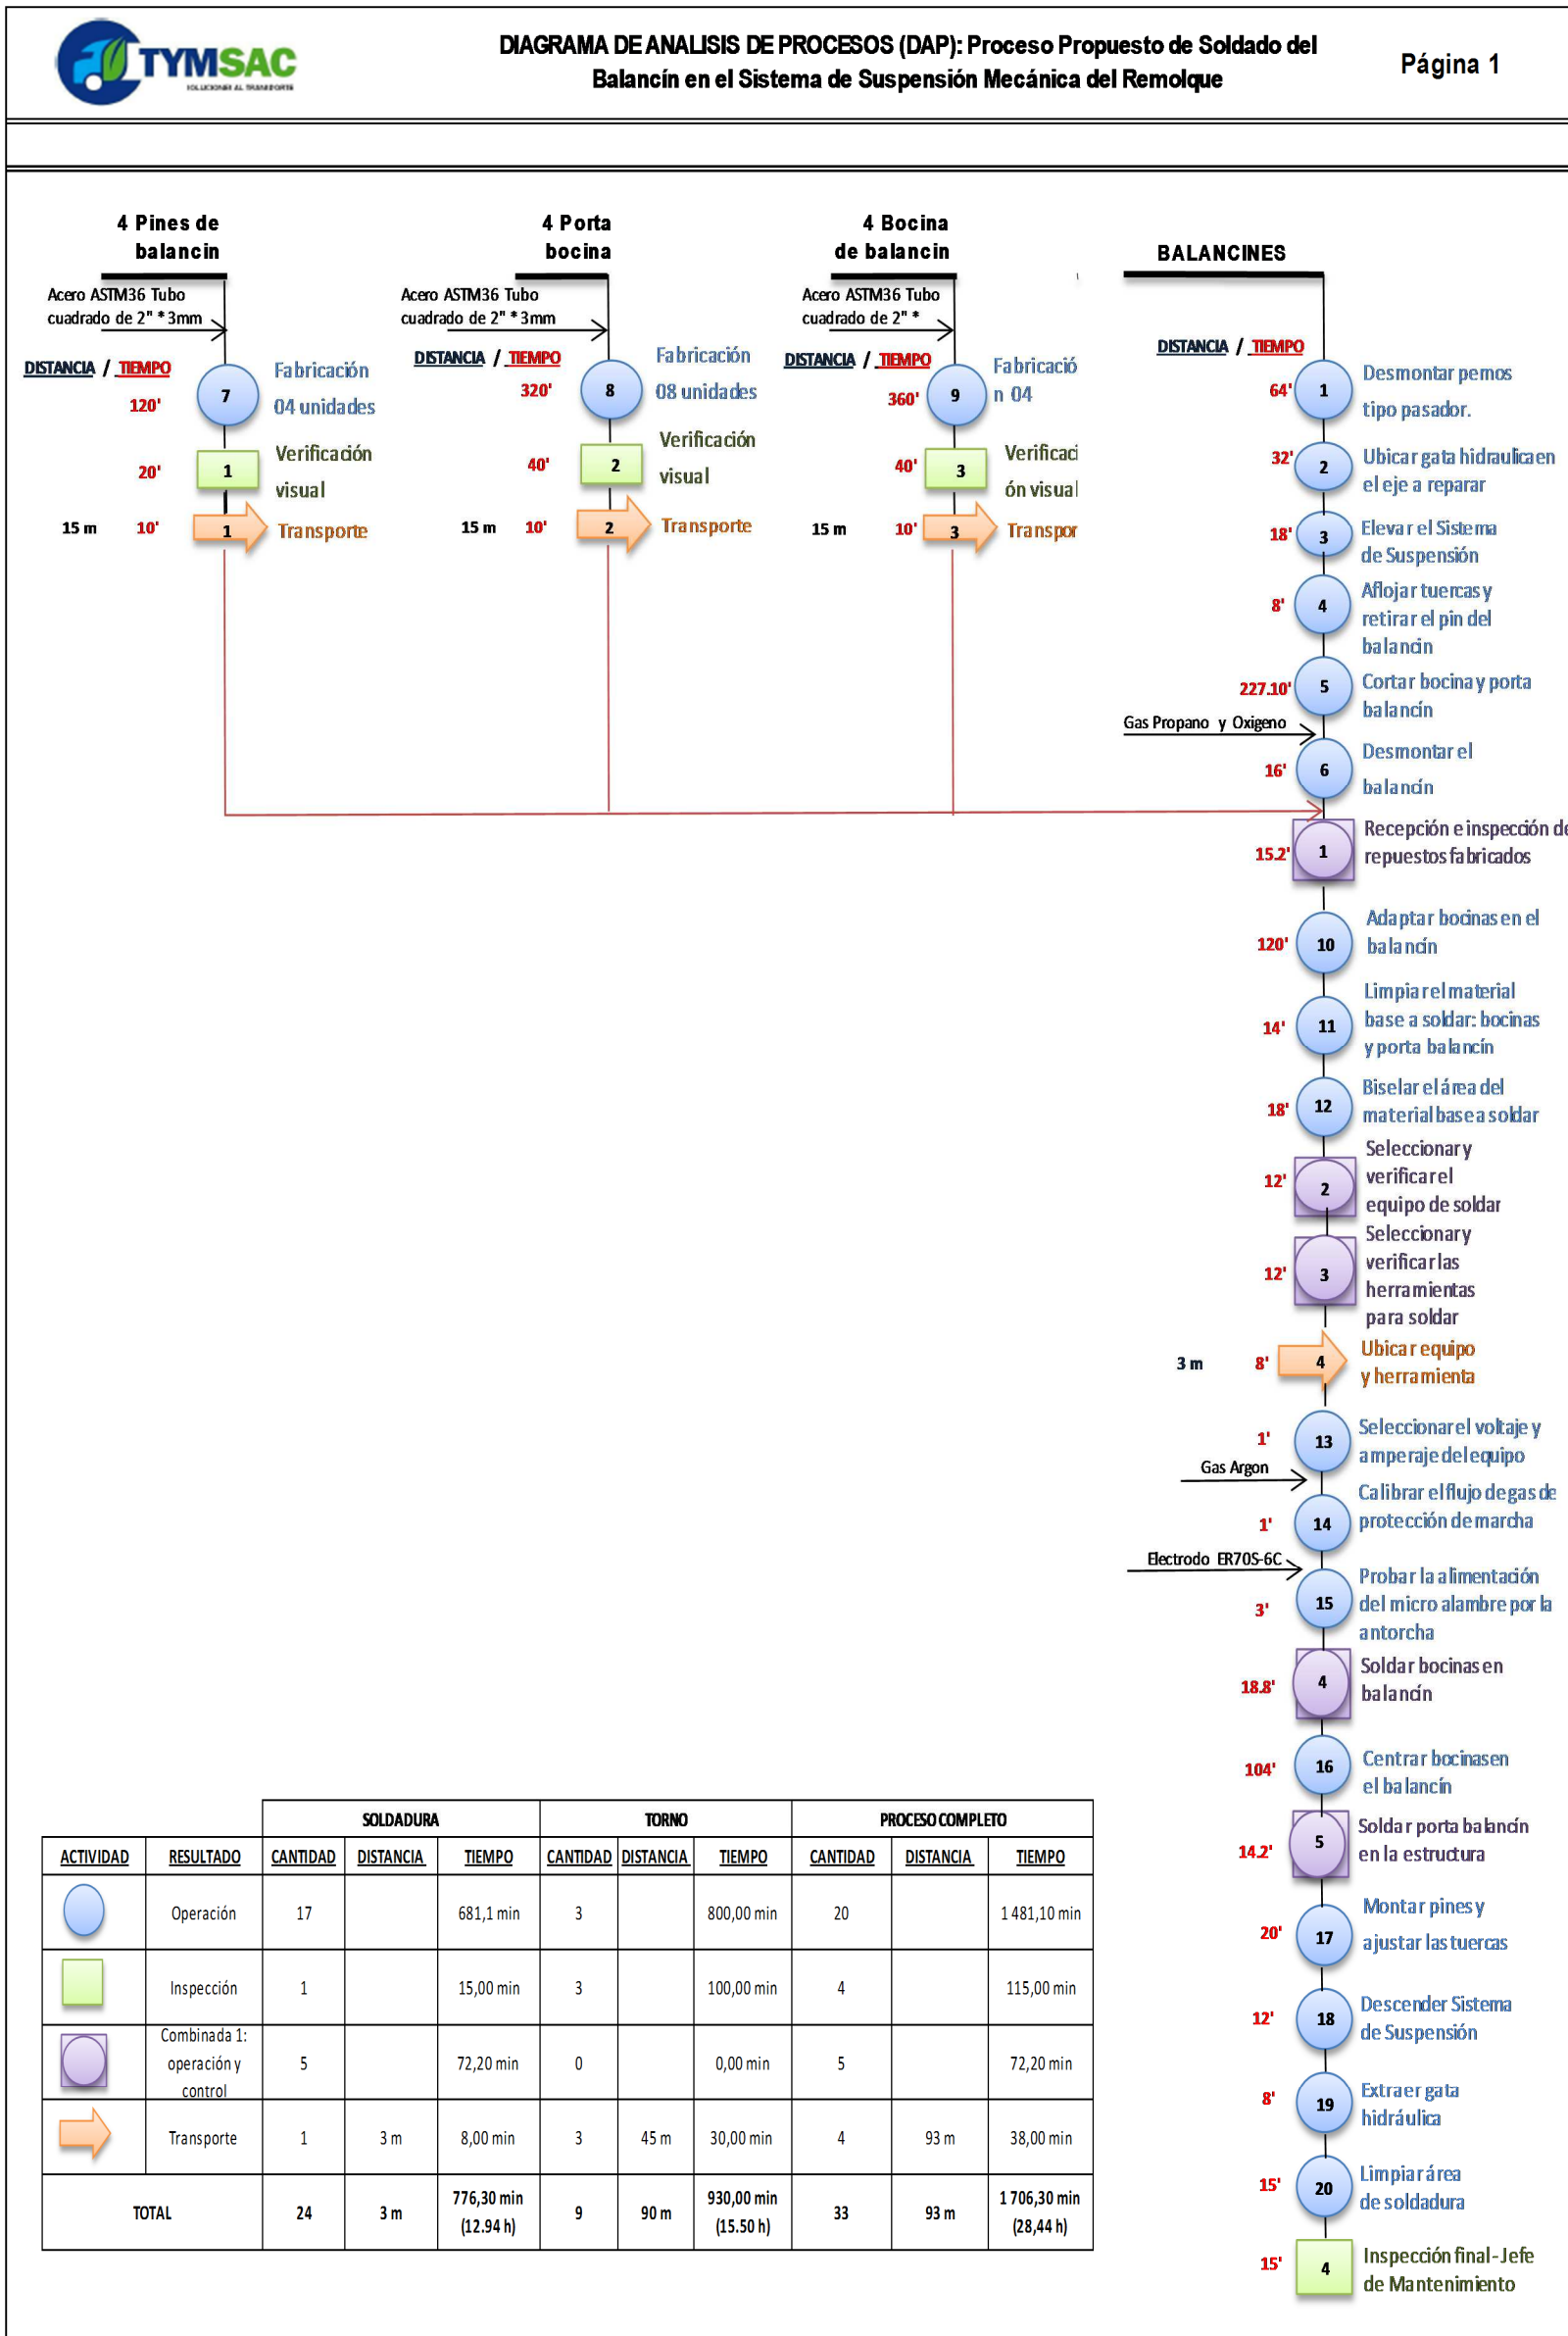 TYMSAC
SOLUCIONES AL TRANSPORTE
DIAGRAMA DE ANALISIS DE PROCESOS (DAP): Proceso Propuesto de Soldado del
Balancín en el Sistema de Suspensión Mecánica del Remolque
Página 1
4 Pines de
balancin
Acero ASTM36 Tubo
cuadrado de 2" * 3mm
DISTANCIA / TIEMPO
120'
7
Fabricación
04 unidades
20'
1
Verificación
visual
15 m
10'
1
Transporte
4 Porta
bocina
Acero ASTM36 Tubo
cuadrado de 2" * 3mm
DISTANCIA / TIEMPO
320'
8
Fabricación
08 unidades
40'
2
Verificación
visual
15 m
10'
2
Transporte
4 Bocina
de balancin
Acero ASTM36 Tubo
cuadrado de 2" *
DISTANCIA / TIEMPO
360'
9
Fabricació
n 04
40'
3
Verificaci
ón visual
15 m
10'
3
Transpor
BALANCINES
DISTANCIA / TIEMPO
64'
1
Desmontar pernos
tipo pasador.
32'
2
Ubicar gata hidraulica en
el eje a reparar
18'
3
Elevar el Sistema
de Suspensión
8'
4
Aflojar tuercas y
retirar el pin del
balancin
227.10'
5
Cortar bocina y porta
balancín
Gas Propano y Oxigeno
16'
6
Desmontar el
balancín
15.2'
1
Recepción e inspección de
repuestos fabricados
120'
10
Adaptar bocinas en el
balancín
14'
11
Limpiar el material
base a soldar: bocinas
y porta balancín
18'
12
Biselar el área del
material base a soldar
12'
2
Seleccionar y
verificar el
equipo de soldar
12'
3
Seleccionar y
verificar las
herramientas
para soldar
3 m
8'
4
Ubicar equipo
y herramienta
1'
13
Seleccionar el voltaje y
amperaje del equipo
Gas Argon
1'
14
Calibrar el flujo de gas de
protección de marcha
Electrodo ER70S-6C
3'
15
Probar la alimentación
del micro alambre por la
antorcha
18.8'
4
Soldar bocinas en
balancín
104'
16
Centrar bocinas en
el balancín
14.2'
5
Soldar porta balancín
en la estructura
20'
17
Montar pines y
ajustar las tuercas
12'
18
Descender Sistema
de Suspensión
8'
19
Extraer gata
hidráulica
15'
20
Limpiar área
de soldadura
15'
4
Inspección final - Jefe
de Mantenimiento
SOLDADURA TORNO PROCESO COMPLETO
ACTIVIDAD RESULTADO CANTIDAD DISTANCIA TIEMPO CANTIDAD DISTANCIA TIEMPO CANTIDAD DISTANCIA TIEMPO
Operación 17 681,1 min 3 800,00 min 20 1 481,10 min
Inspección 1 15,00 min 3 100,00 min 4 115,00 min
Combinada 1:
operación y
control
5 72,20 min 0 0,00 min 5 72,20 min
Transporte 1 3 m 8,00 min 3 45 m 30,00 min 4 93 m 38,00 min
TOTAL 24 3 m 776,30 min (12.94 h) 9 90 m 930,00 min (15.50 h) 33 93 m 1 706,30 min (28,44 h)